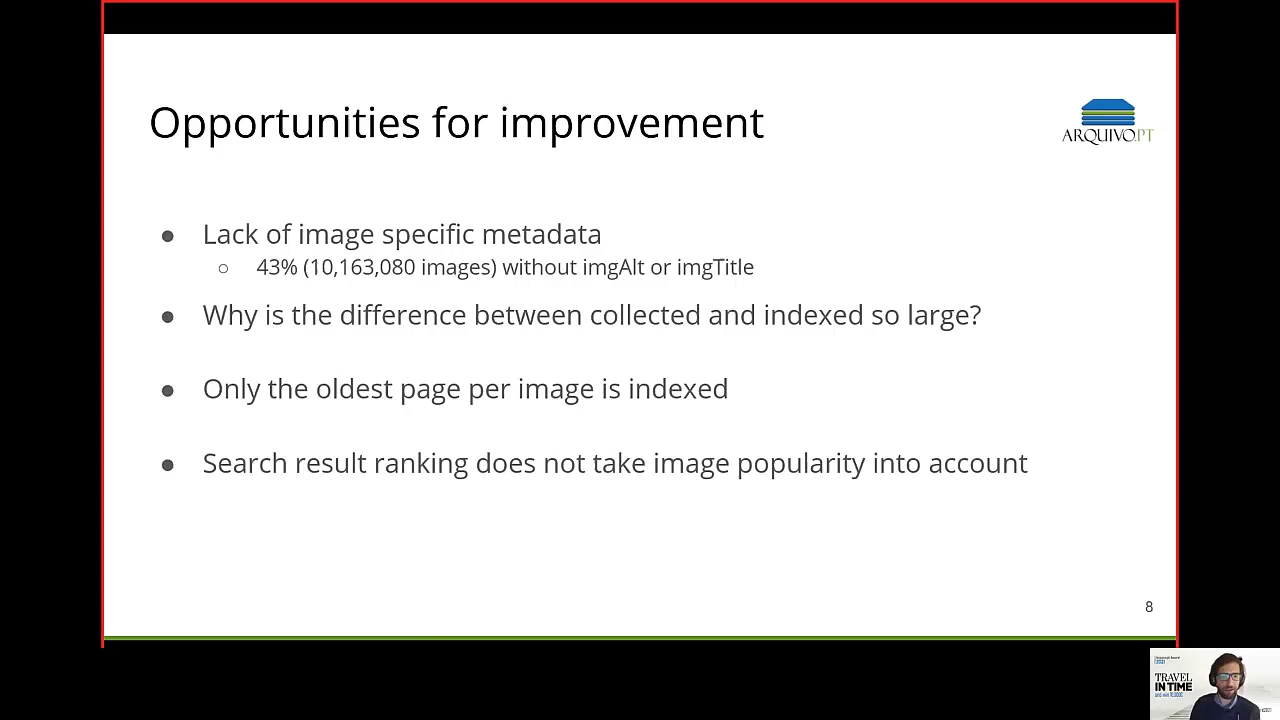 Opportunities for improvement
ARQUIVO.PT
● Lack of image specific metadata
○ 43% (10,163,080 images) without imgAlt or imgTitle
● Why is the difference between collected and indexed so large?
● Only the oldest page per image is indexed
● Search result ranking does not take image popularity into account
8
TRAVEL
IN TIME